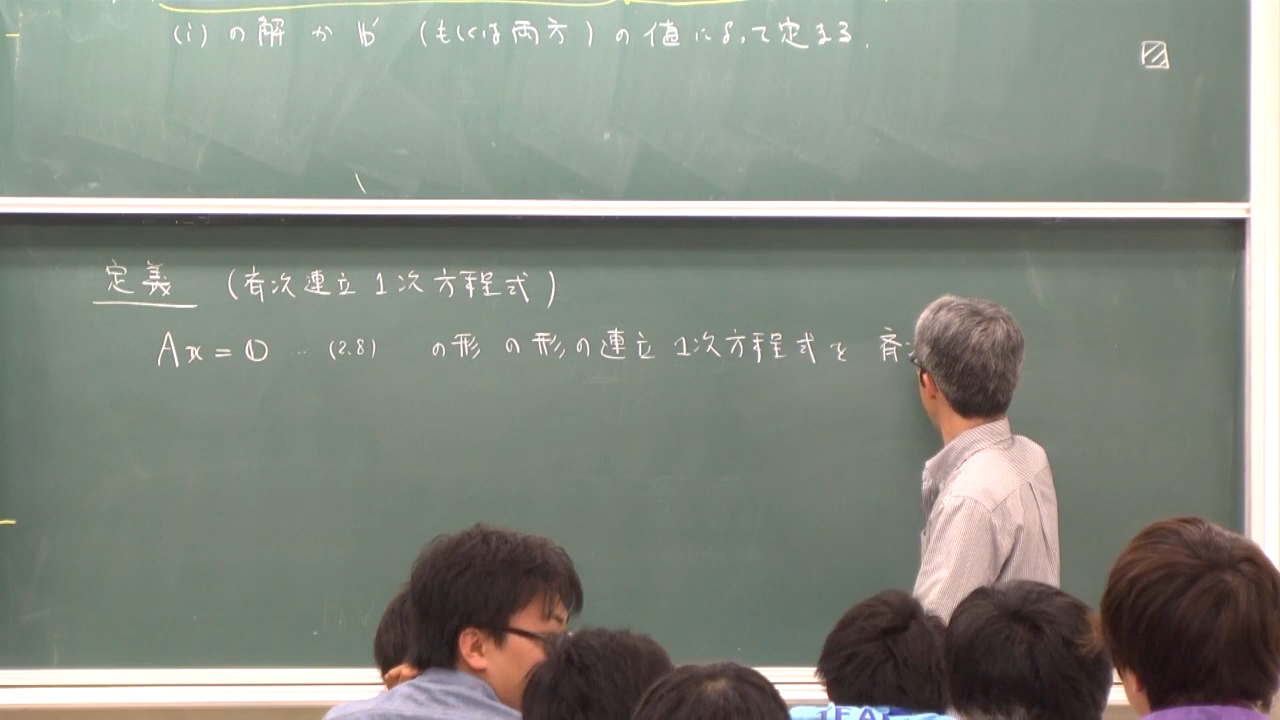 (i) の解 か b (もしくは両方) の値によって定まる.
定義 (斉次連立1次方程式)
Ax = 0 … (2.8) の形 の形の連立1次方程式を 斉